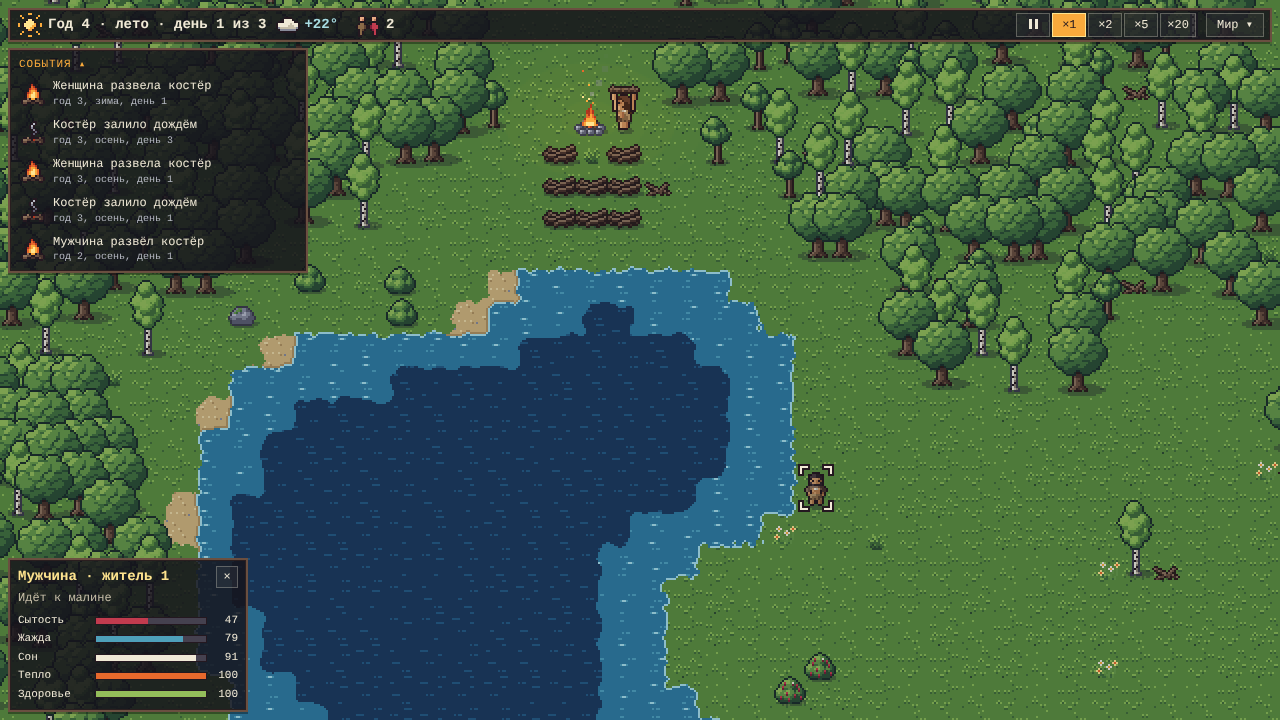 Год 4 · лето · день 1 из 3 +22° 2
×1 ×2 ×5 ×20 Мир ▾
СОБЫТИЯ ▴
Женщина развела костёр
год 3, зима, день 1
Костёр залило дождём
год 3, осень, день 3
Женщина развела костёр
год 3, осень, день 1
Костёр залило дождём
год 3, осень, день 1
Мужчина развёл костёр
год 2, осень, день 1
Мужчина · житель 1 ×
Идёт к малине
Сытость 47
Жажда 79
Сон 91
Тепло 100
Здоровье 100